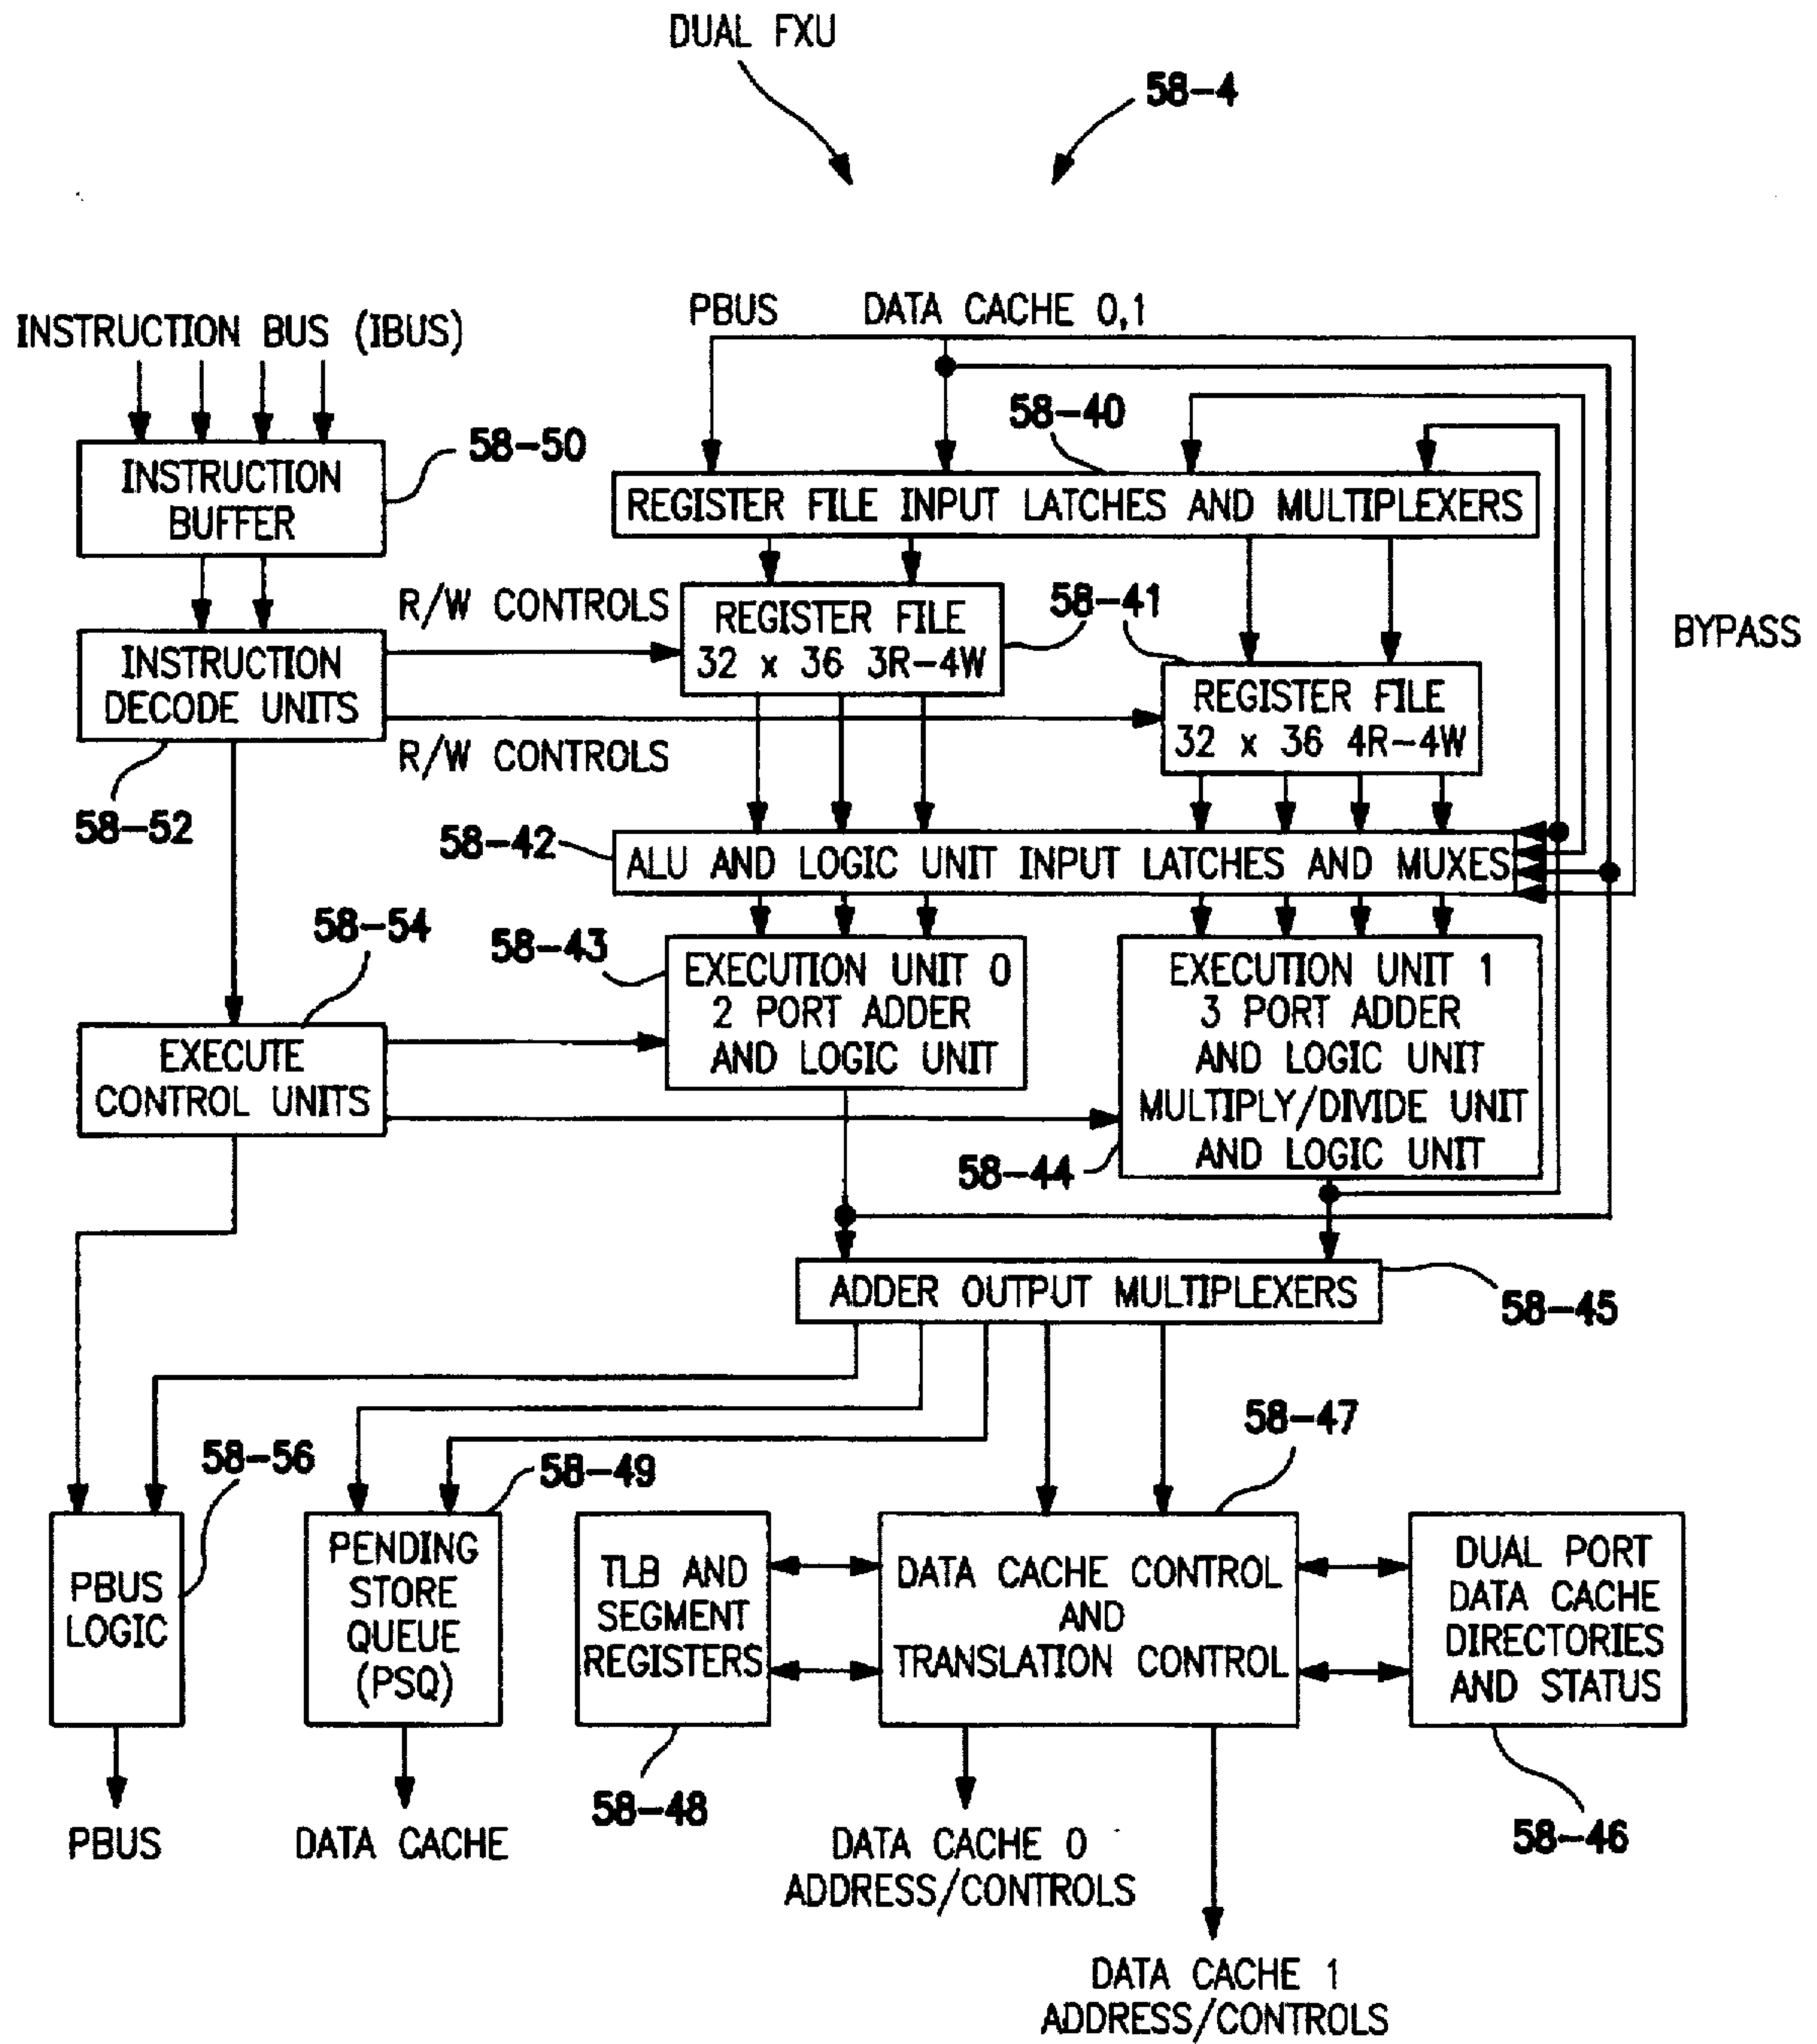 DUAL FXU
58-4
PBUS
DATA CACHE 0,1
INSTRUCTION BUS (IBUS)
58-40
58-50
INSTRUCTION
BUFFER
REGISTER FILE INPUT LATCHES AND MULTIPLEXERS
R/W CONTROLS
REGISTER FILE
32 x 36 3R-4W
58-41
BYPASS
INSTRUCTION
DECODE UNITS
REGISTER FILE
32 x 36 4R-4W
R/W CONTROLS
58-52
58-42
ALU AND LOGIC UNIT INPUT LATCHES AND MUXES
58-54
58-43
EXECUTION UNIT 0
2 PORT ADDER
AND LOGIC UNIT
EXECUTION UNIT 1
3 PORT ADDER
AND LOGIC UNIT
MULTIPLY/DIVIDE UNIT
AND LOGIC UNIT
EXECUTE
CONTROL UNITS
58-44
ADDER OUTPUT MULTIPLEXERS
58-45
58-47
58-56
58-49
PBUS
LOGIC
PENDING
STORE
QUEUE
(PSQ)
TLB AND
SEGMENT
REGISTERS
DATA CACHE CONTROL
AND
TRANSLATION CONTROL
DUAL PORT
DATA CACHE
DIRECTORIES
AND STATUS
58-48
58-46
PBUS
DATA CACHE
DATA CACHE 0
ADDRESS/CONTROLS
DATA CACHE 1
ADDRESS/CONTROLS